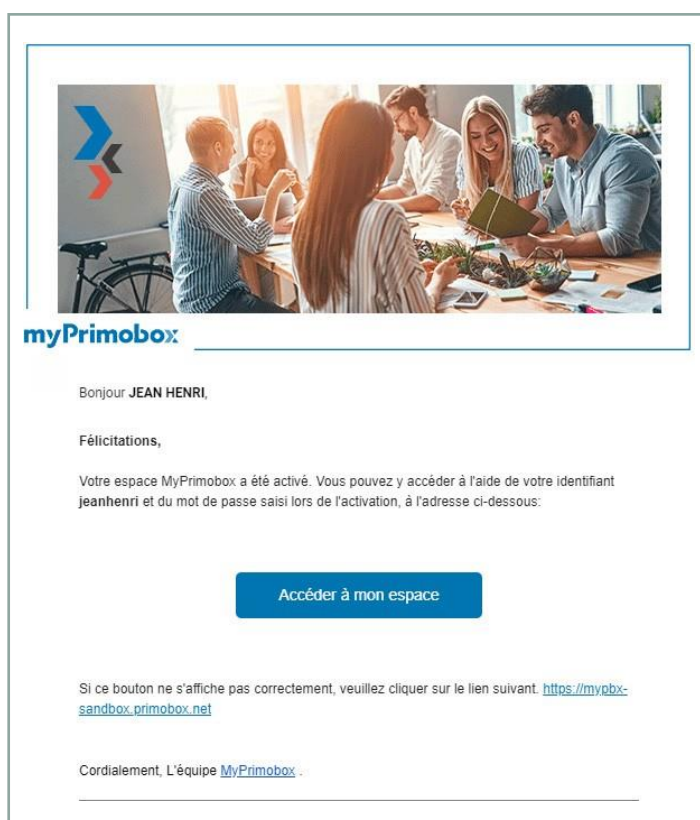 myPrimobox
Bonjour JEAN HENRI,
Félicitations,
Votre espace MyPrimobox a été activé. Vous pouvez y accéder à l'aide de votre identifiant
jeanhenri et du mot de passe saisi lors de l'activation, à l'adresse ci-dessous:
Accéder à mon espace
Si ce bouton ne s'affiche pas correctement, veuillez cliquer sur le lien suivant. https://mypbx-
sandbox.primobox.net
Cordialement, L'équipe MyPrimobox .